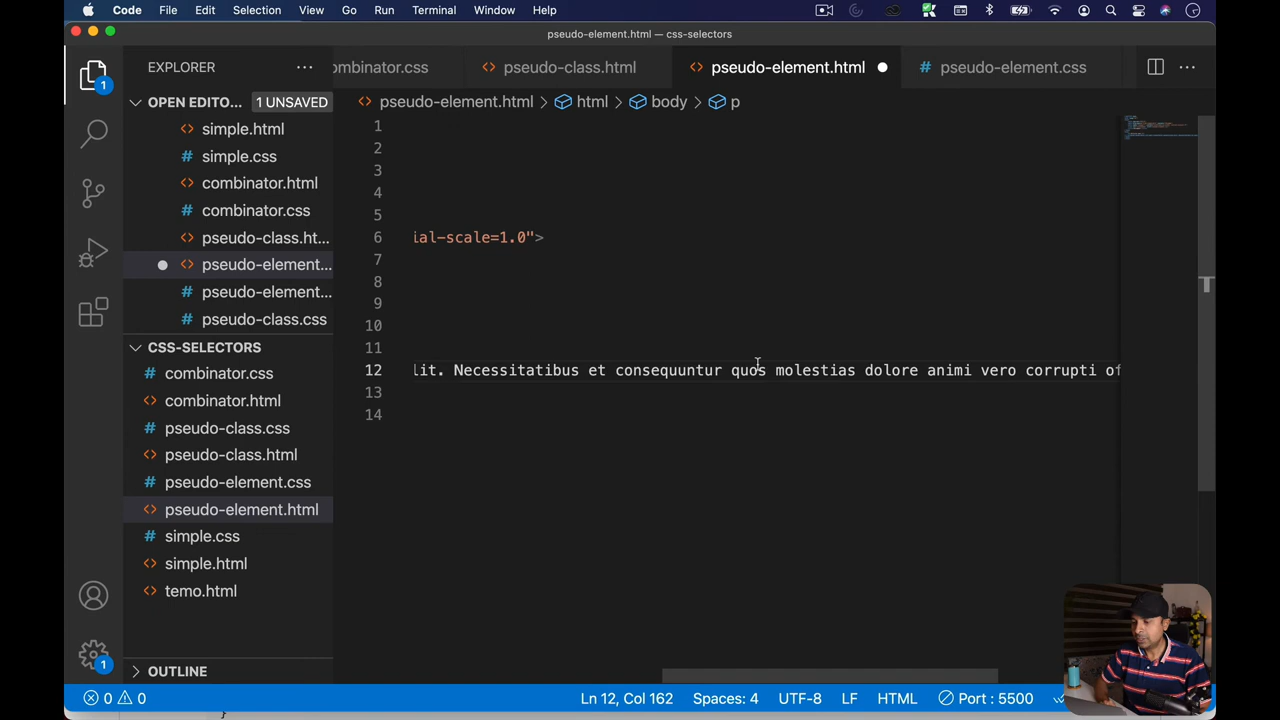 Code File Edit Selection View Go Run Terminal Window Help
pseudo-element.html — css-selectors
EXPLORER
ombinator.css
pseudo-class.html
pseudo-element.html
pseudo-element.css
OPEN EDITO... 1 UNSAVED
pseudo-element.html > html > body > p
simple.html
simple.css
combinator.html
combinator.css
pseudo-class.ht...
pseudo-element...
pseudo-element...
pseudo-class.css
CSS-SELECTORS
combinator.css
combinator.html
pseudo-class.css
pseudo-class.html
pseudo-element.css
pseudo-element.html
simple.css
simple.html
temo.html
OUTLINE
1
2
3
4
5
6 ial-scale=1.0">
7
8
9
10
11
12 lit. Necessitatibus et consequuntur quos molestias dolore animi vero corrupti of
13
14
1
1
0 0 Ln 12, Col 162 Spaces: 4 UTF-8 LF HTML Port : 5500
}